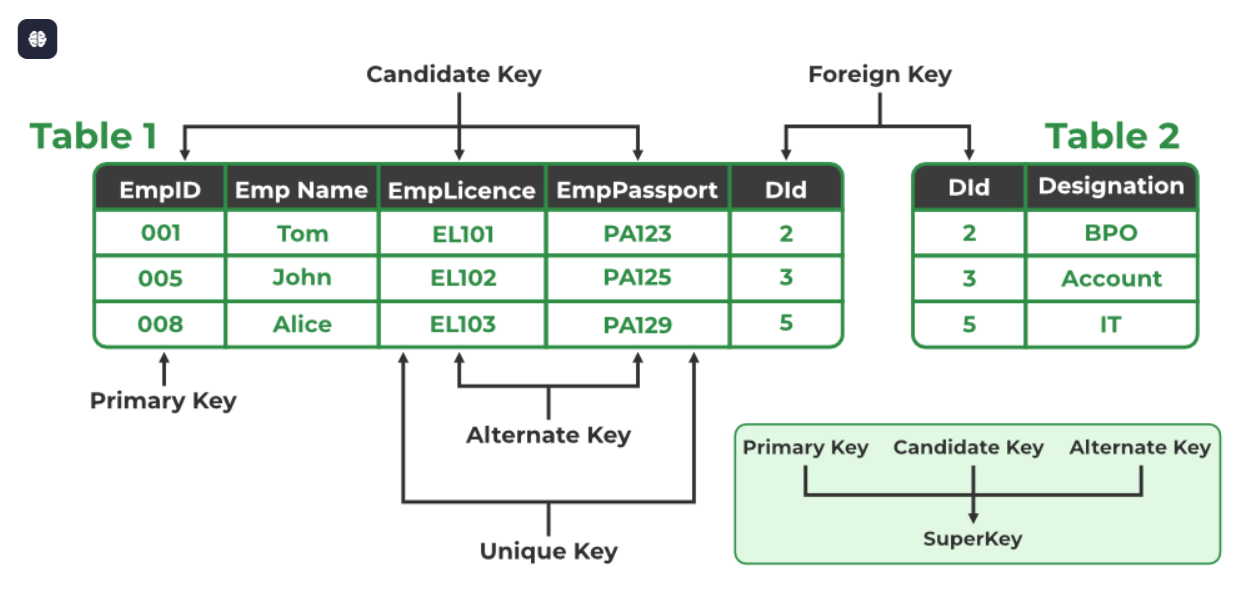 Candidate Key Foreign Key
Table 1 Table 2
EmpID Emp Name EmpLicence EmpPassport DId DId Designation
001 Tom EL101 PA123 2 2 BPO
005 John EL102 PA125 3 3 Account
008 Alice EL103 PA129 5 5 IT
Primary Key
Alternate Key
Unique Key
Primary Key Candidate Key Alternate Key
SuperKey